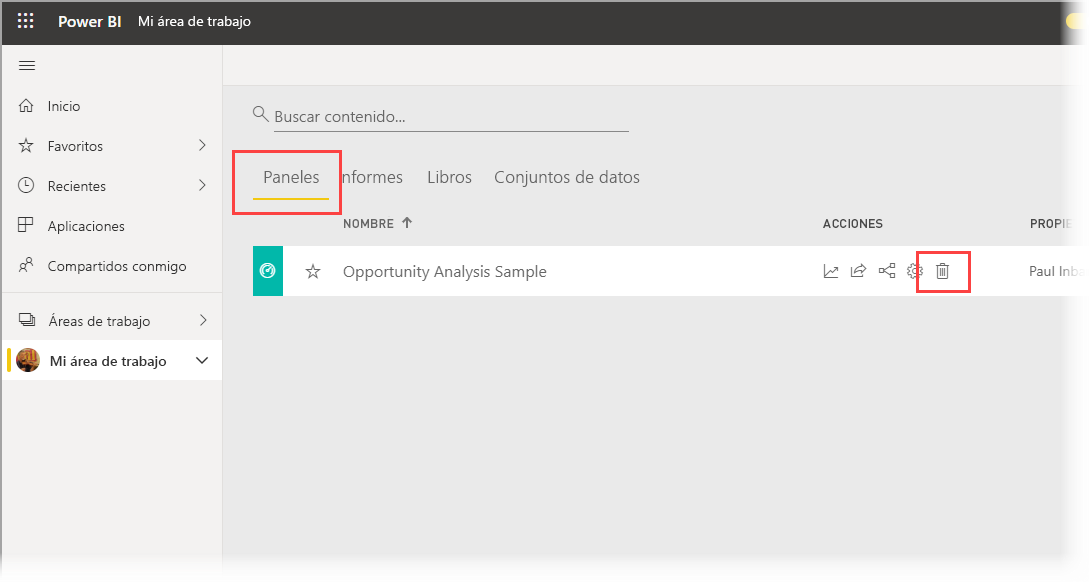 Power BI Mi área de trabajo
Inicio
Favoritos
Recientes
Aplicaciones
Compartidos conmigo
Áreas de trabajo
Mi área de trabajo
Buscar contenido...
Paneles nformes Libros Conjuntos de datos
NOMBRE ACCIONES PROPIE
Opportunity Analysis Sample Paul Inba